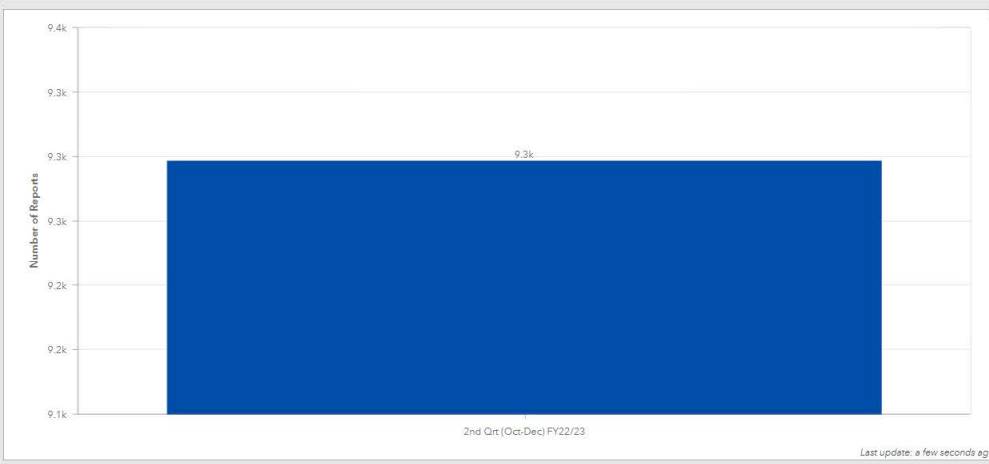 9.4k
9.3k
9.3k
9.3k
9.2k
9.2k
9.1k
Number of Reports
9.3k
2nd Qrt (Oct-Dec) FY22/23
Last update: a few seconds ag